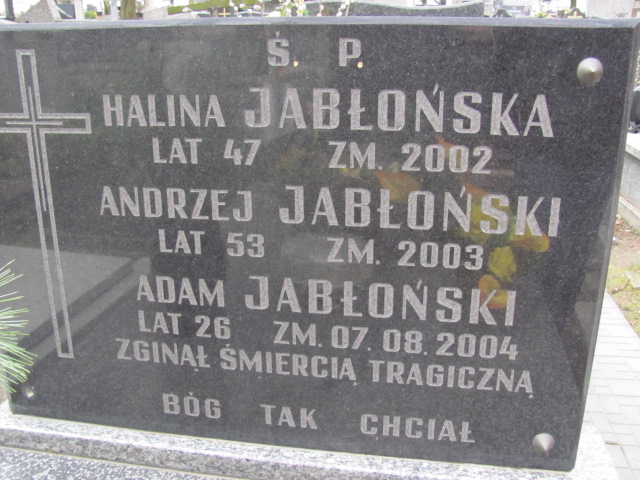 Ś. P.
HALINA JABŁOŃSKA
LAT 47 ZM. 2002
ANDRZEJ JABŁOŃSKI
LAT 53 ZM. 2003
ADAM JABŁOŃSKI
LAT 26 ZM. 07.08.2004
ZGINĄŁ ŚMIERCIĄ TRAGICZNĄ
BÓG TAK CHCIAŁ